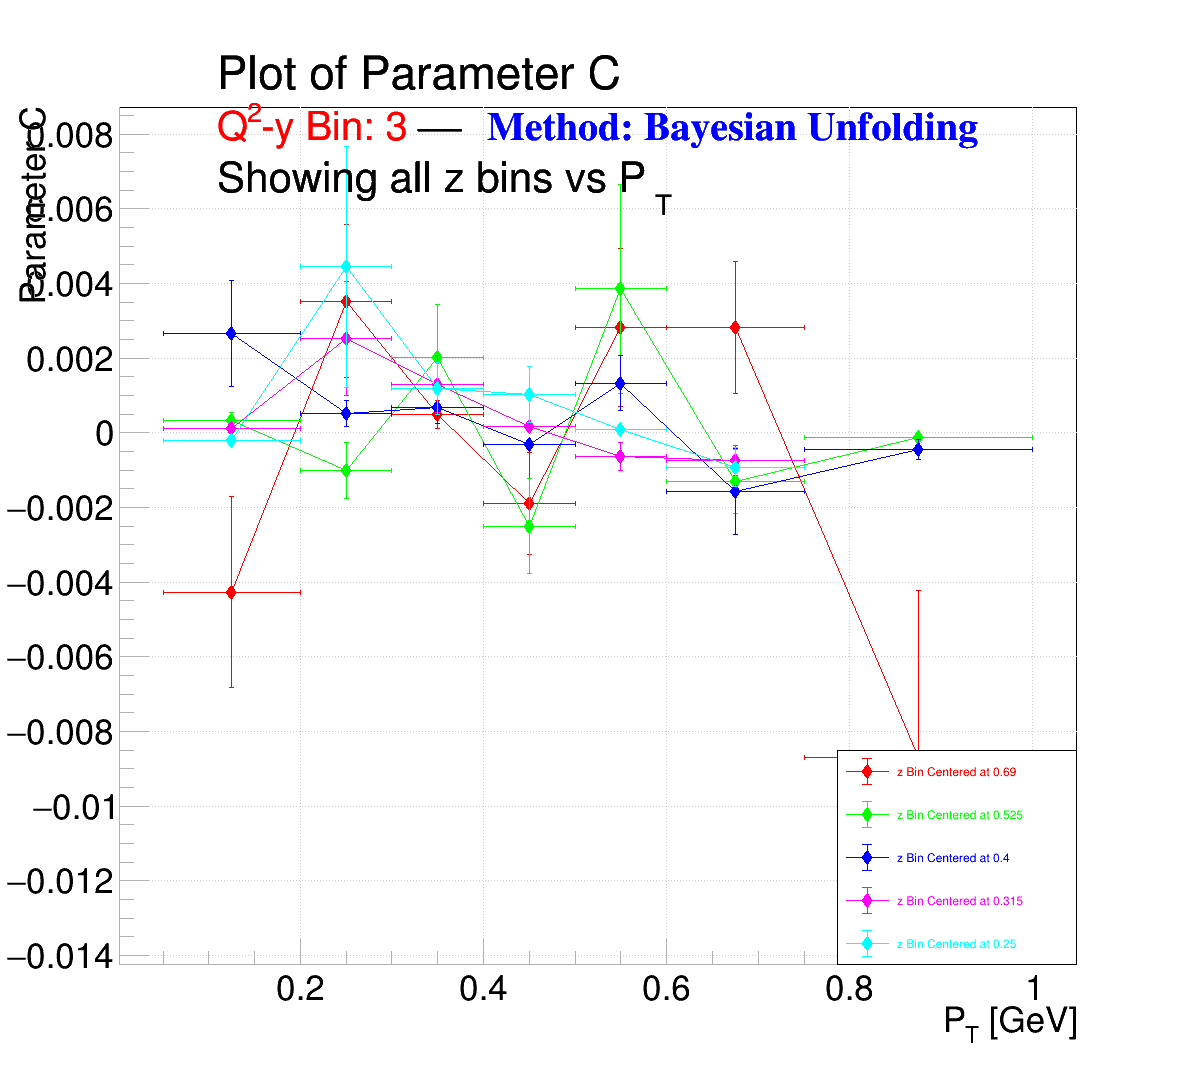 Plot of Parameter C
Q²-y Bin: 3 — Method: Bayesian Unfolding
Showing all z bins vs P_T
Parameter C
0.008
0.006
0.004
0.002
0
−0.002
−0.004
−0.006
−0.008
−0.01
−0.012
−0.014
z Bin Centered at 0.69
z Bin Centered at 0.525
z Bin Centered at 0.4
z Bin Centered at 0.315
z Bin Centered at 0.25
0.2 0.4 0.6 0.8 1
P_T [GeV]